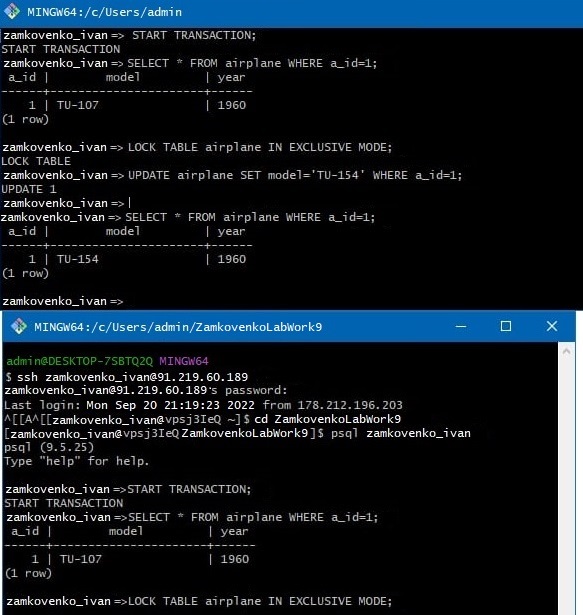 MINGW64:/c/Users/admin
zamkovenko_ivan => START TRANSACTION;
START TRANSACTION
zamkovenko_ivan => SELECT * FROM airplane WHERE a_id=1;
a_id | model | year
------+----------------------+------
1 | TU-107 | 1960
(1 row)
zamkovenko_ivan => LOCK TABLE airplane IN EXCLUSIVE MODE;
LOCK TABLE
zamkovenko_ivan => UPDATE airplane SET model='TU-154' WHERE a_id=1;
UPDATE 1
zamkovenko_ivan =>|
zamkovenko_ivan => SELECT * FROM airplane WHERE a_id=1;
a_id | model | year
------+----------------------+------
1 | TU-154 | 1960
(1 row)
zamkovenko_ivan =>
MINGW64:/c/Users/admin/ZamkovenkoLabWork9
admin@DESKTOP-7SBTQ2Q MINGW64
$ ssh zamkovenko_ivan@91.219.60.189
zamkovenko_ivan@91.219.60.189's password:
Last login: Mon Sep 20 21:19:23 2022 from 178.212.196.203
^[[A^[[zamkovenko_ivan@vpsj3IeQ ~]$ cd ZamkovenkoLabWork9
[zamkovenko_ivan@vpsj3IeQ ZamkovenkoLabWork9]$ psql zamkovenko_ivan
psql (9.5.25)
Type "help" for help.
zamkovenko_ivan =>START TRANSACTION;
START TRANSACTION
zamkovenko_ivan =>SELECT * FROM airplane WHERE a_id=1;
a_id | model | year
------+----------------------+------
1 | TU-107 | 1960
(1 row)
zamkovenko_ivan =>LOCK TABLE airplane IN EXCLUSIVE MODE;